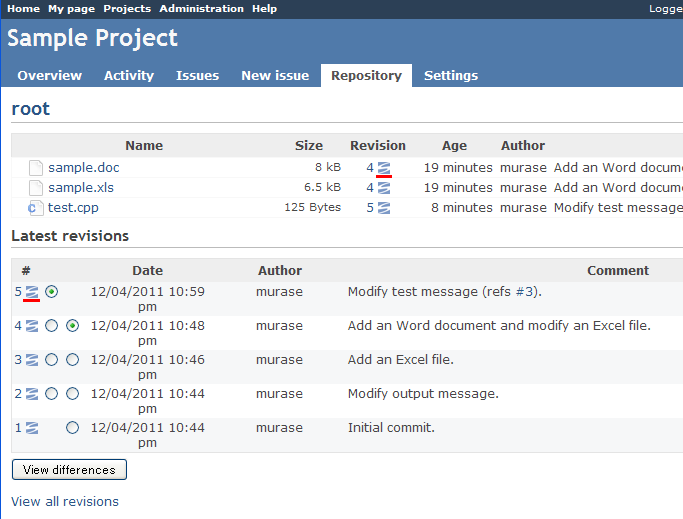 Home My page Projects Administration Help Logge
Sample Project
Overview Activity Issues New issue Repository Settings
root
Name Size Revision Age Author
sample.doc 8 kB 4 19 minutes murase Add an Word docume
sample.xls 6.5 kB 4 19 minutes murase Add an Word docume
test.cpp 125 Bytes 5 8 minutes murase Modify test message
Latest revisions
# Date Author Comment
5 12/04/2011 10:59 murase Modify test message (refs #3).
pm
4 12/04/2011 10:48 murase Add an Word document and modify an Excel file.
pm
3 12/04/2011 10:46 murase Add an Excel file.
pm
2 12/04/2011 10:44 murase Modify output message.
pm
1 12/04/2011 10:44 murase Initial commit.
pm
View differences
View all revisions